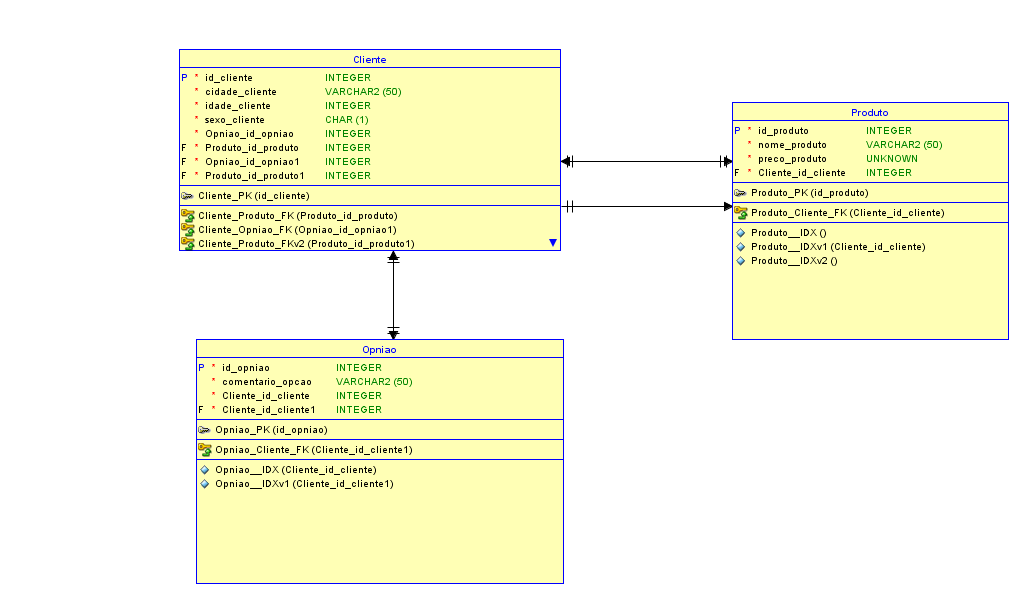 Cliente
P * id_cliente INTEGER
* cidade_cliente VARCHAR2 (50)
* idade_cliente INTEGER
* sexo_cliente CHAR (1)
* Opniao_id_opniao INTEGER
F * Produto_id_produto INTEGER
F * Opniao_id_opniao1 INTEGER
F * Produto_id_produto1 INTEGER
Cliente_PK (id_cliente)
Cliente_Produto_FK (Produto_id_produto)
Cliente_Opniao_FK (Opniao_id_opniao1)
Cliente_Produto_FKv2 (Produto_id_produto1)
Produto
P * id_produto INTEGER
* nome_produto VARCHAR2 (50)
* preco_produto UNKNOWN
F * Cliente_id_cliente INTEGER
Produto_PK (id_produto)
Produto_Cliente_FK (Cliente_id_cliente)
Produto__IDX ()
Produto__IDXv1 (Cliente_id_cliente)
Produto__IDXv2 ()
Opniao
P * id_opniao INTEGER
* comentario_opcao VARCHAR2 (50)
* Cliente_id_cliente INTEGER
F * Cliente_id_cliente1 INTEGER
Opniao_PK (id_opniao)
Opniao_Cliente_FK (Cliente_id_cliente1)
Opniao__IDX (Cliente_id_cliente)
Opniao__IDXv1 (Cliente_id_cliente1)